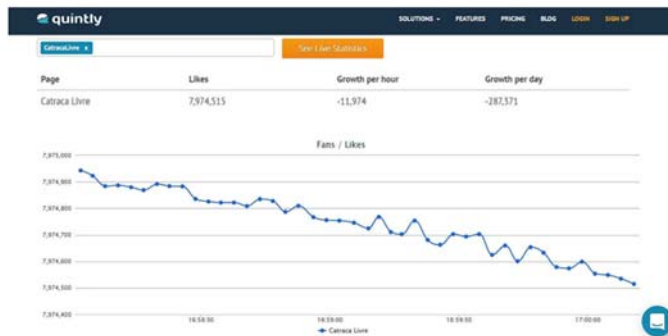 quintly
SOLUTIONS FEATURES PRICING BLOG LOGIN SIGN UP
CatracaLivre x
See Live Statistics
Page Likes Growth per hour Growth per day
Catraca Livre 7,974,515 -11,974 -287,371
Fans / Likes
7,975,000
7,974,900
7,974,800
7,974,700
7,974,600
7,974,500
7,974,400
16:58:30 16:59:00 16:59:30 17:00:00
Catraca Livre